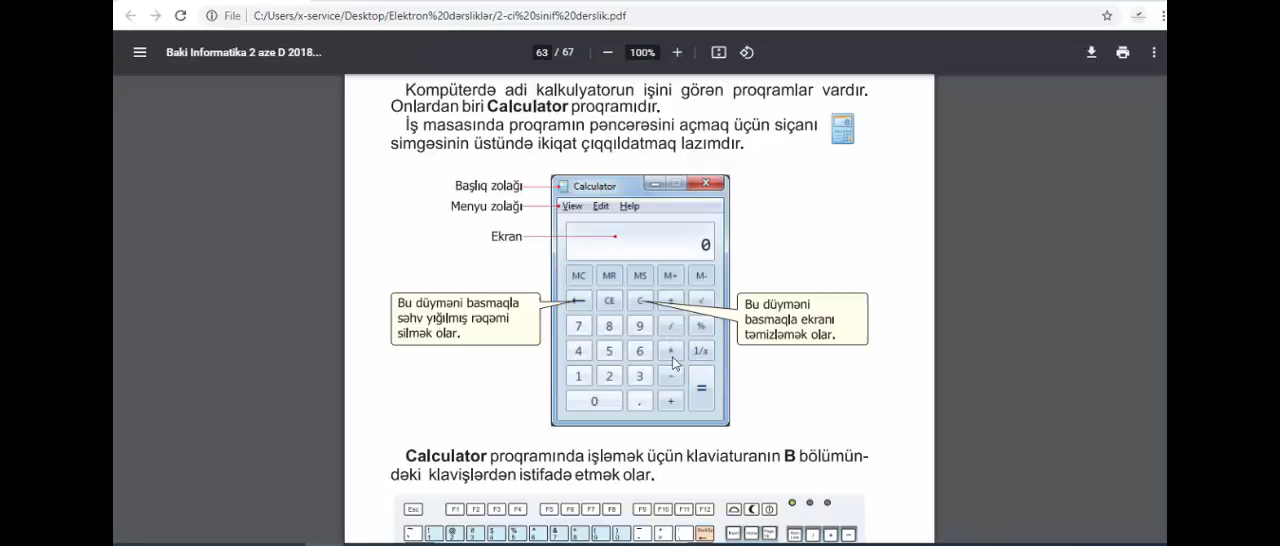 File
C:/Users/x-service/Desktop/Elektron%20dərsliklər/2-ci%20sinif%20derslik.pdf
Baki Informatika 2 aze D 2018...
63 / 67
100%
Kompüterdə adi kalkulyatorun işini görən proqramlar vardır.
Onlardan biri Calculator proqramıdır.
İş masasında proqramın pəncərəsini açmaq üçün siçanı
simgəsinin üstündə ikiqat çıqqıldatmaq lazımdır.
Başlıq zolağı
Calculator
Menyu zolağı
View Edit Help
Ekran
0
MC MR MS M+ M-
Bu düyməni basmaqla
səhv yığılmış rəqəmi
silmək olar.
← CE C ± √
Bu düyməni
basmaqla ekranı
təmizləmək olar.
7 8 9 / %
4 5 6 * 1/x
1 2 3 - =
0 . +
Calculator proqramında işləmək üçün klaviaturanın B bölümün-
dəki klavişlərdən istifadə etmək olar.
Esc F1 F2 F3 F4 F5 F6 F7 F8 F9 F10 F11 F12